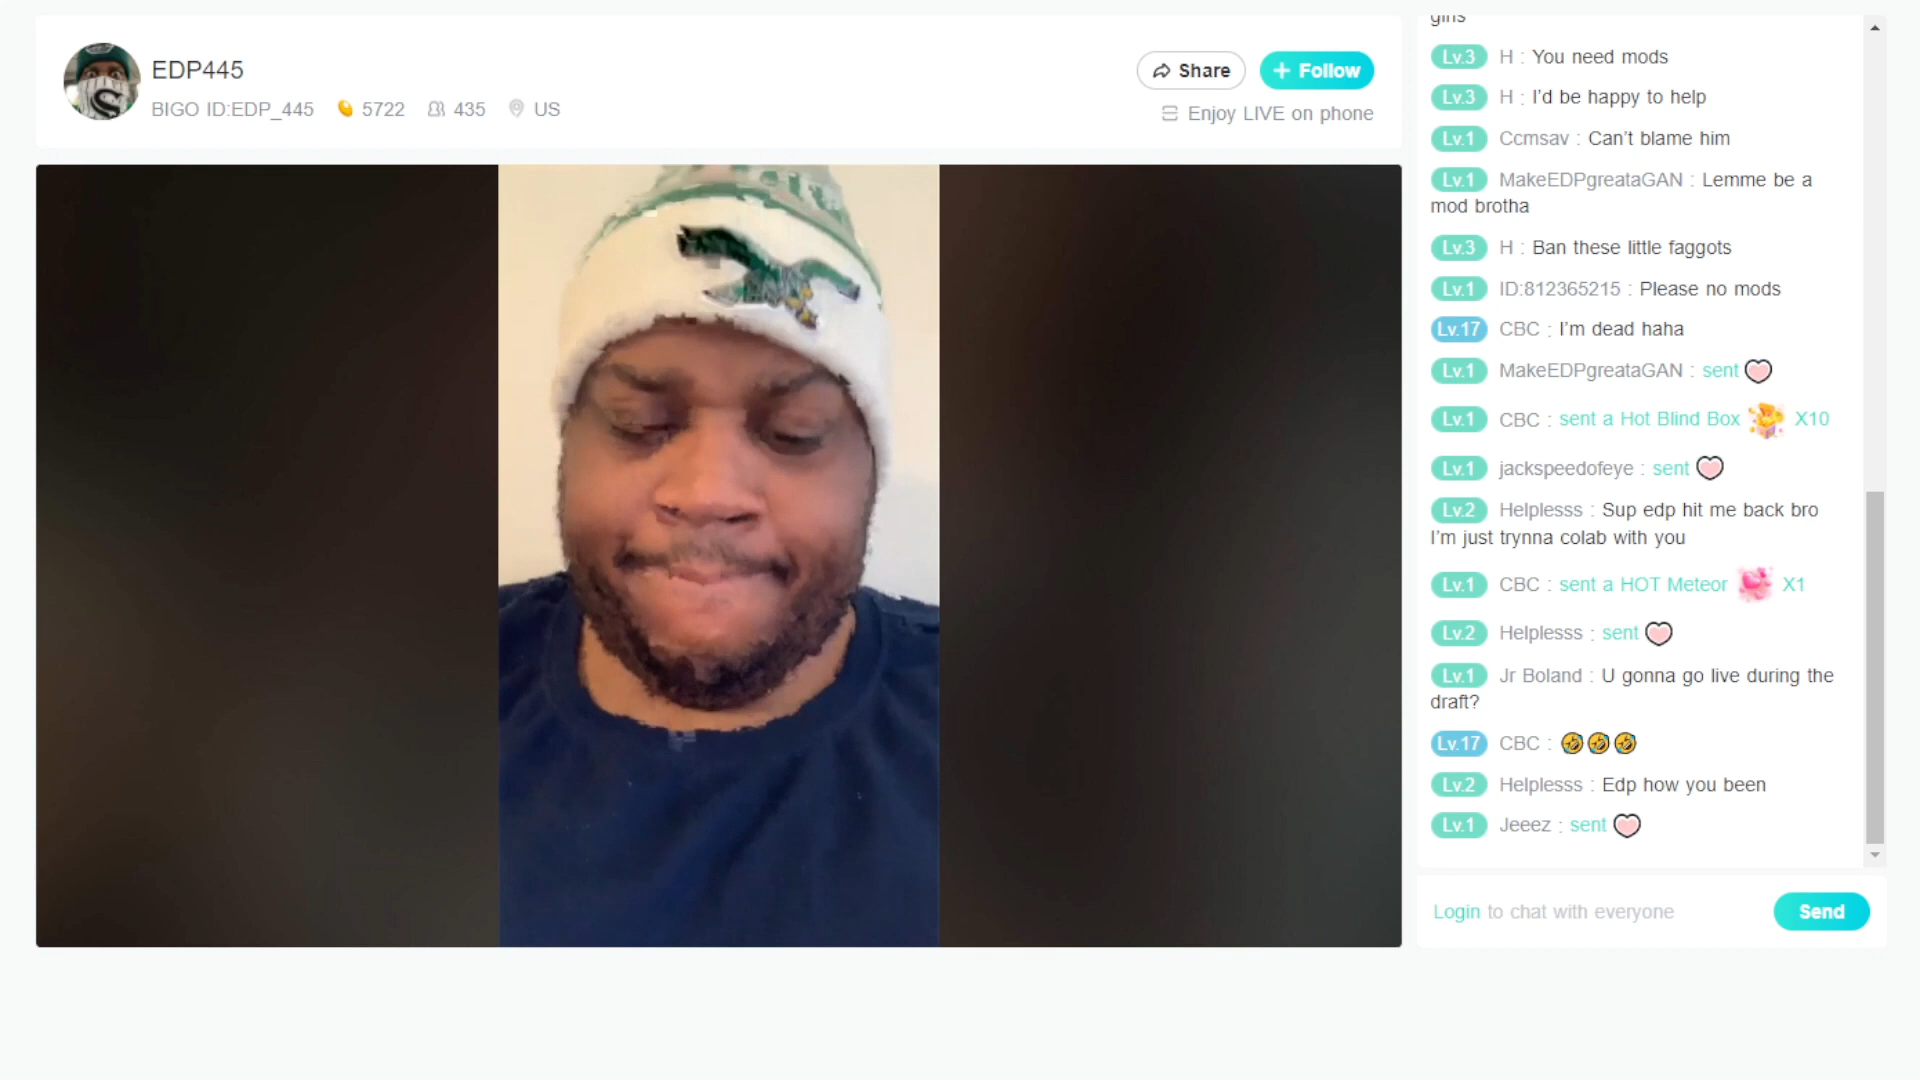 EDP445
BIGO ID:EDP_445 5722 435 US
Share
Follow
Enjoy LIVE on phone
Lv.3 H : You need mods
Lv.3 H : I'd be happy to help
Lv.1 Ccmsav : Can't blame him
Lv.1 MakeEDPgreataGAN : Lemme be a
mod brotha
Lv.3 H : Ban these little faggots
Lv.1 ID:812365215 : Please no mods
Lv.17 CBC : I'm dead haha
Lv.1 MakeEDPgreataGAN : sent
Lv.1 CBC : sent a Hot Blind Box X10
Lv.1 jackspeedofeye : sent
Lv.2 Helplesss : Sup edp hit me back bro
I'm just trynna colab with you
Lv.1 CBC : sent a HOT Meteor X1
Lv.2 Helplesss : sent
Lv.1 Jr Boland : U gonna go live during the
draft?
Lv.17 CBC : 🤣🤣🤣
Lv.2 Helplesss : Edp how you been
Lv.1 Jeeez : sent
Login to chat with everyone
Send